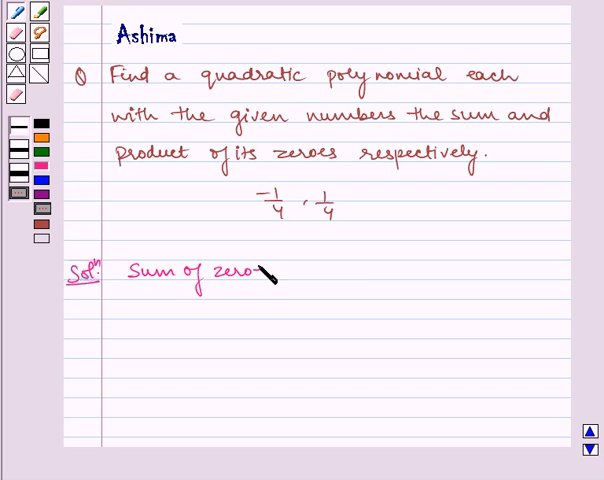 Ashima
Q Find a quadratic polynomial each
with the given numbers the sum and
product of its zeroes respectively.
-1/4 , 1/4
Solⁿ. Sum of zero